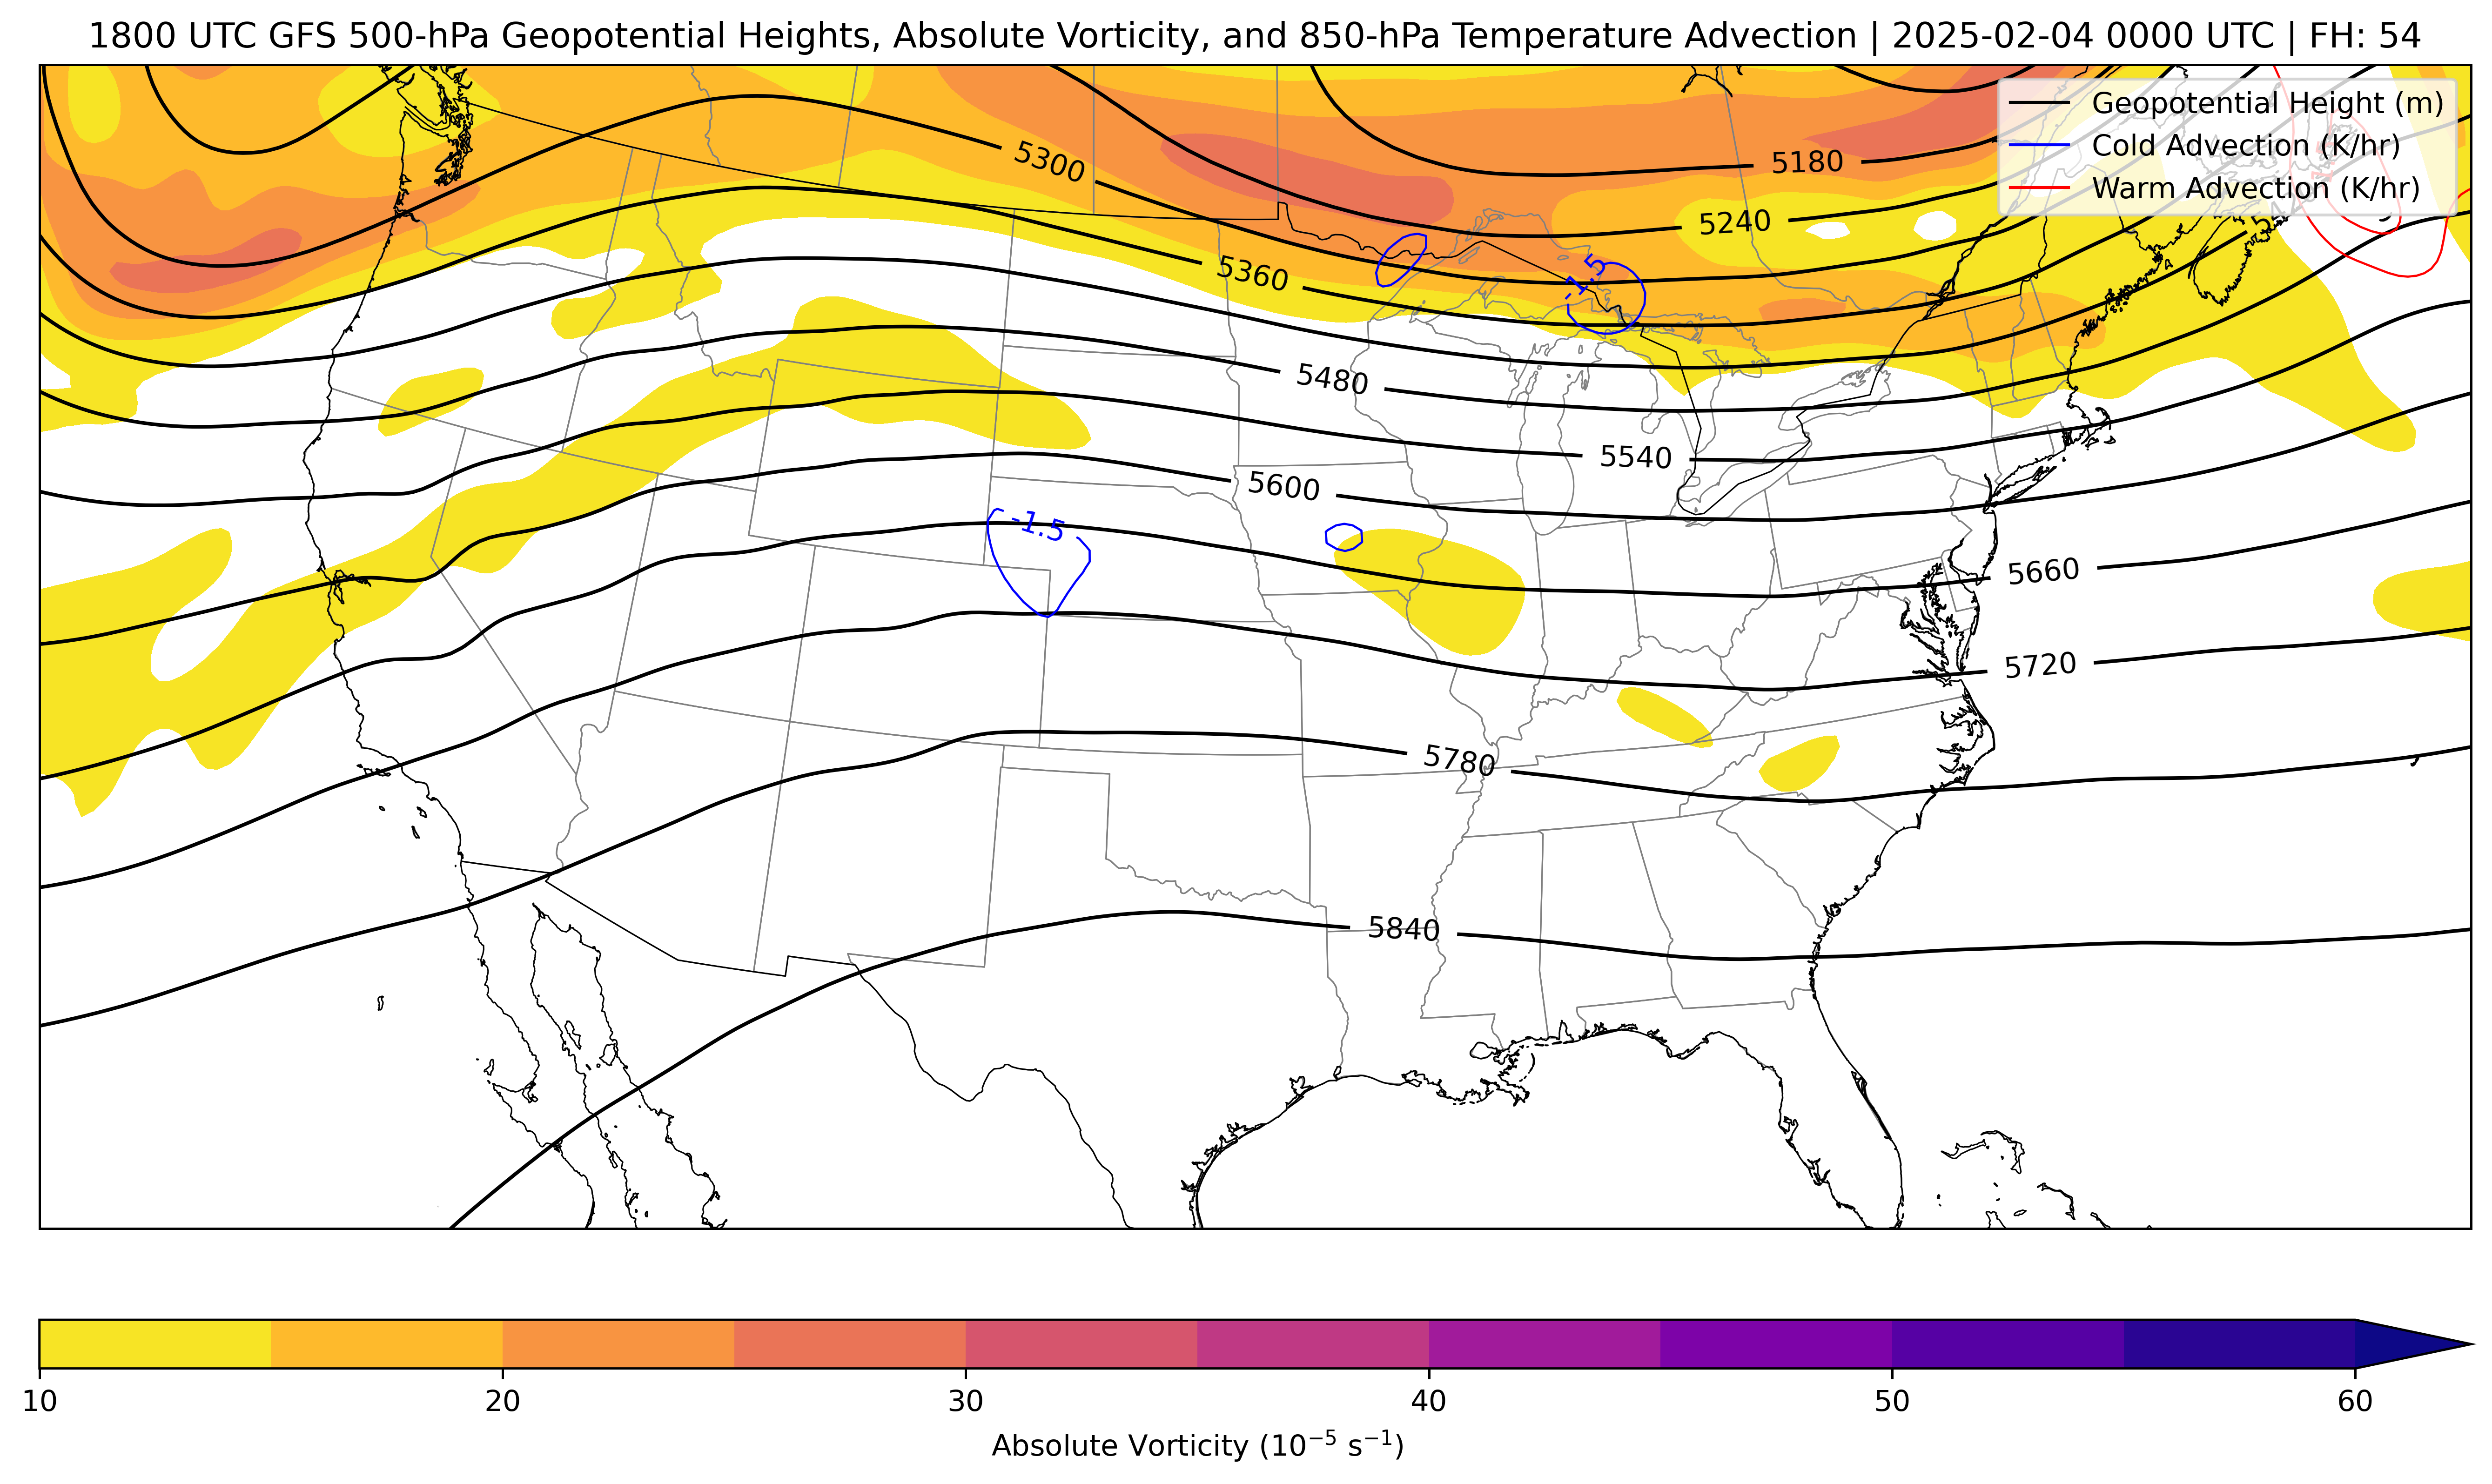 1800 UTC GFS 500-hPa Geopotential Heights, Absolute Vorticity, and 850-hPa Temperature Advection | 2025-02-04 0000 UTC | FH: 54
Geopotential Height (m)
Cold Advection (K/hr)
Warm Advection (K/hr)
5300
5180
5240
5360
-1.5
5480
5540
5600
-1.5
5660
5720
5780
5840
10 20 30 40 50 60
Absolute Vorticity (10⁻⁵ s⁻¹)